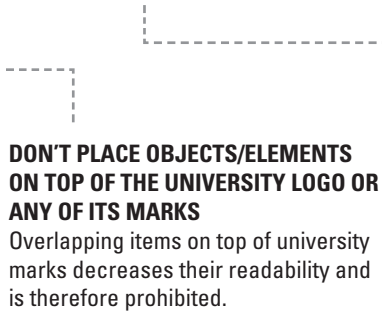 DON’T PLACE OBJECTS/ELEMENTS
ON TOP OF THE UNIVERSITY LOGO OR
ANY OF ITS MARKS
Overlapping items on top of university
marks decreases their readability and
is therefore prohibited.